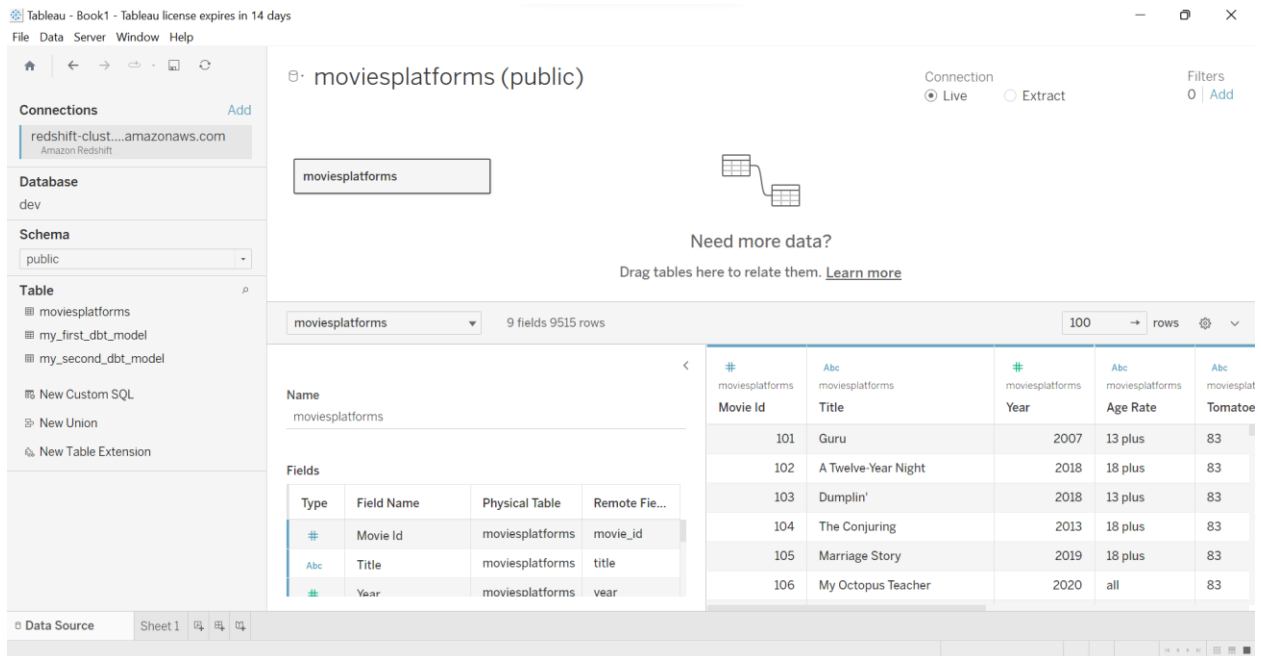 Tableau - Book1 - Tableau license expires in 14 days
File Data Server Window Help
Connections Add
redshift-clust....amazonaws.com
Amazon Redshift
Database
dev
Schema
public
Table
moviesplatforms
my_first_dbt_model
my_second_dbt_model
New Custom SQL
New Union
New Table Extension
moviesplatforms (public)
Connection
Live Extract
Filters
0 Add
moviesplatforms
Need more data?
Drag tables here to relate them. Learn more
moviesplatforms 9 fields 9515 rows 100 → rows
Name
moviesplatforms
Fields
Type Field Name Physical Table Remote Fie...
# Movie Id moviesplatforms movie_id
Abc Title moviesplatforms title
# Year moviesplatforms year
# Abc # Abc Abc
moviesplatforms moviesplatforms moviesplatforms moviesplatforms moviesplat
Movie Id Title Year Age Rate Tomatoe
101 Guru 2007 13 plus 83
102 A Twelve-Year Night 2018 18 plus 83
103 Dumplin' 2018 13 plus 83
104 The Conjuring 2013 18 plus 83
105 Marriage Story 2019 18 plus 83
106 My Octopus Teacher 2020 all 83
Data Source Sheet 1